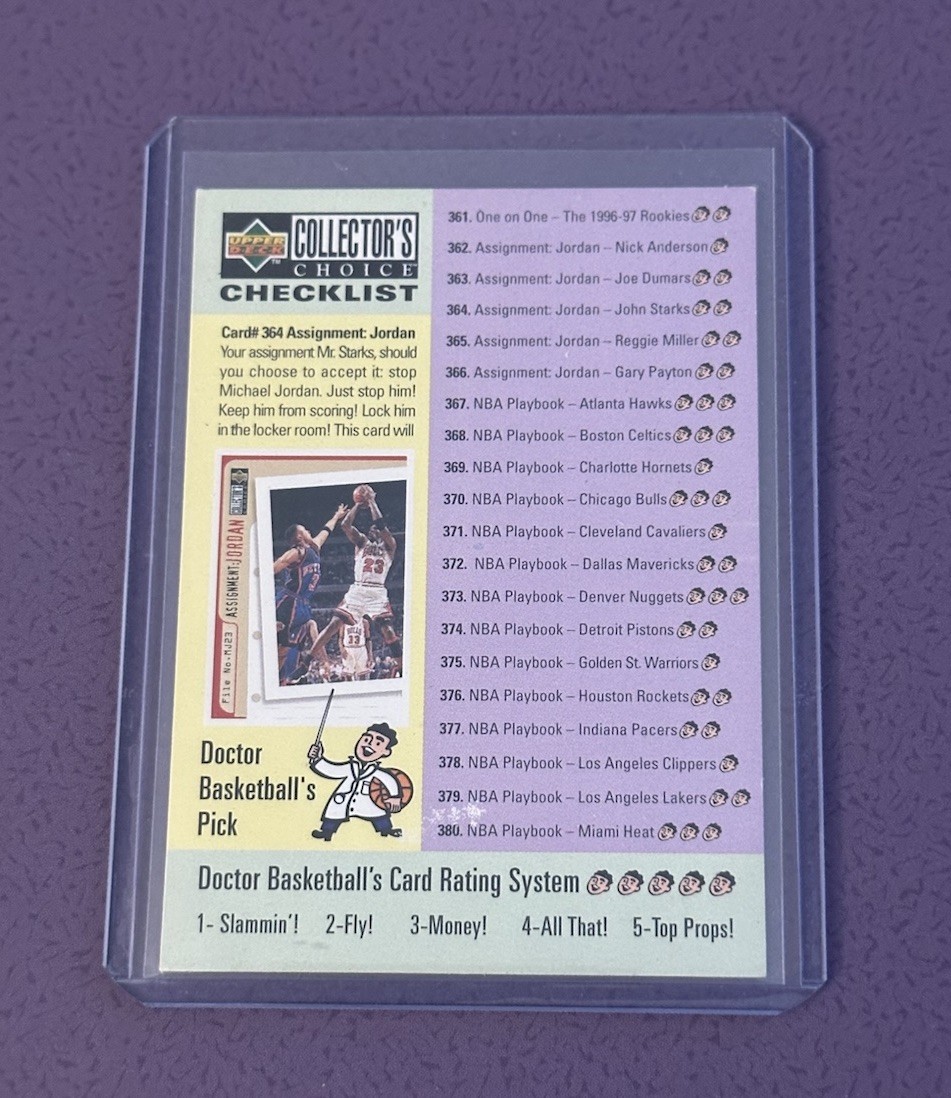 UPPER DECK TM
COLLECTOR'S
CHOICE™
CHECKLIST
Card# 364 Assignment: Jordan
Your assignment Mr. Starks, should
you choose to accept it: stop
Michael Jordan. Just stop him!
Keep him from scoring! Lock him
in the locker room! This card will
File No.-MJ23 ASSIGNMENT:JORDAN
BULLS
23
33
Doctor
Basketball's
Pick
361. One on One – The 1996-97 Rookies
362. Assignment: Jordan – Nick Anderson
363. Assignment: Jordan – Joe Dumars
364. Assignment: Jordan – John Starks
365. Assignment: Jordan – Reggie Miller
366. Assignment: Jordan – Gary Payton
367. NBA Playbook – Atlanta Hawks
368. NBA Playbook – Boston Celtics
369. NBA Playbook – Charlotte Hornets
370. NBA Playbook – Chicago Bulls
371. NBA Playbook – Cleveland Cavaliers
372. NBA Playbook – Dallas Mavericks
373. NBA Playbook – Denver Nuggets
374. NBA Playbook – Detroit Pistons
375. NBA Playbook – Golden St. Warriors
376. NBA Playbook – Houston Rockets
377. NBA Playbook – Indiana Pacers
378. NBA Playbook – Los Angeles Clippers
379. NBA Playbook – Los Angeles Lakers
380. NBA Playbook – Miami Heat
Doctor Basketball's Card Rating System
1- Slammin'! 2-Fly! 3-Money! 4-All That! 5-Top Props!